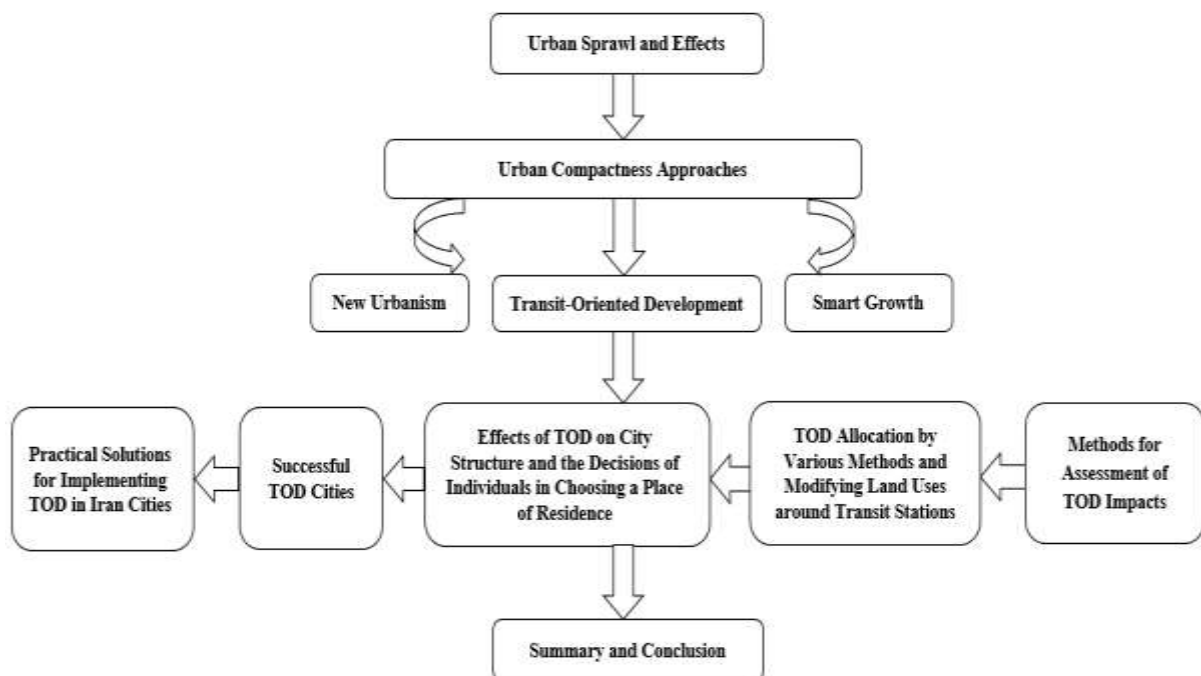 Urban Sprawl and Effects
Urban Compactness Approaches
New Urbanism
Transit-Oriented Development
Smart Growth
Practical Solutions
for Implementing
TOD in Iran Cities
Successful
TOD Cities
Effects of TOD on City
Structure and the Decisions of
Individuals in Choosing a Place
of Residence
TOD Allocation by
Various Methods and
Modifying Land Uses
around Transit Stations
Methods for
Assessment of
TOD Impacts
Summary and Conclusion